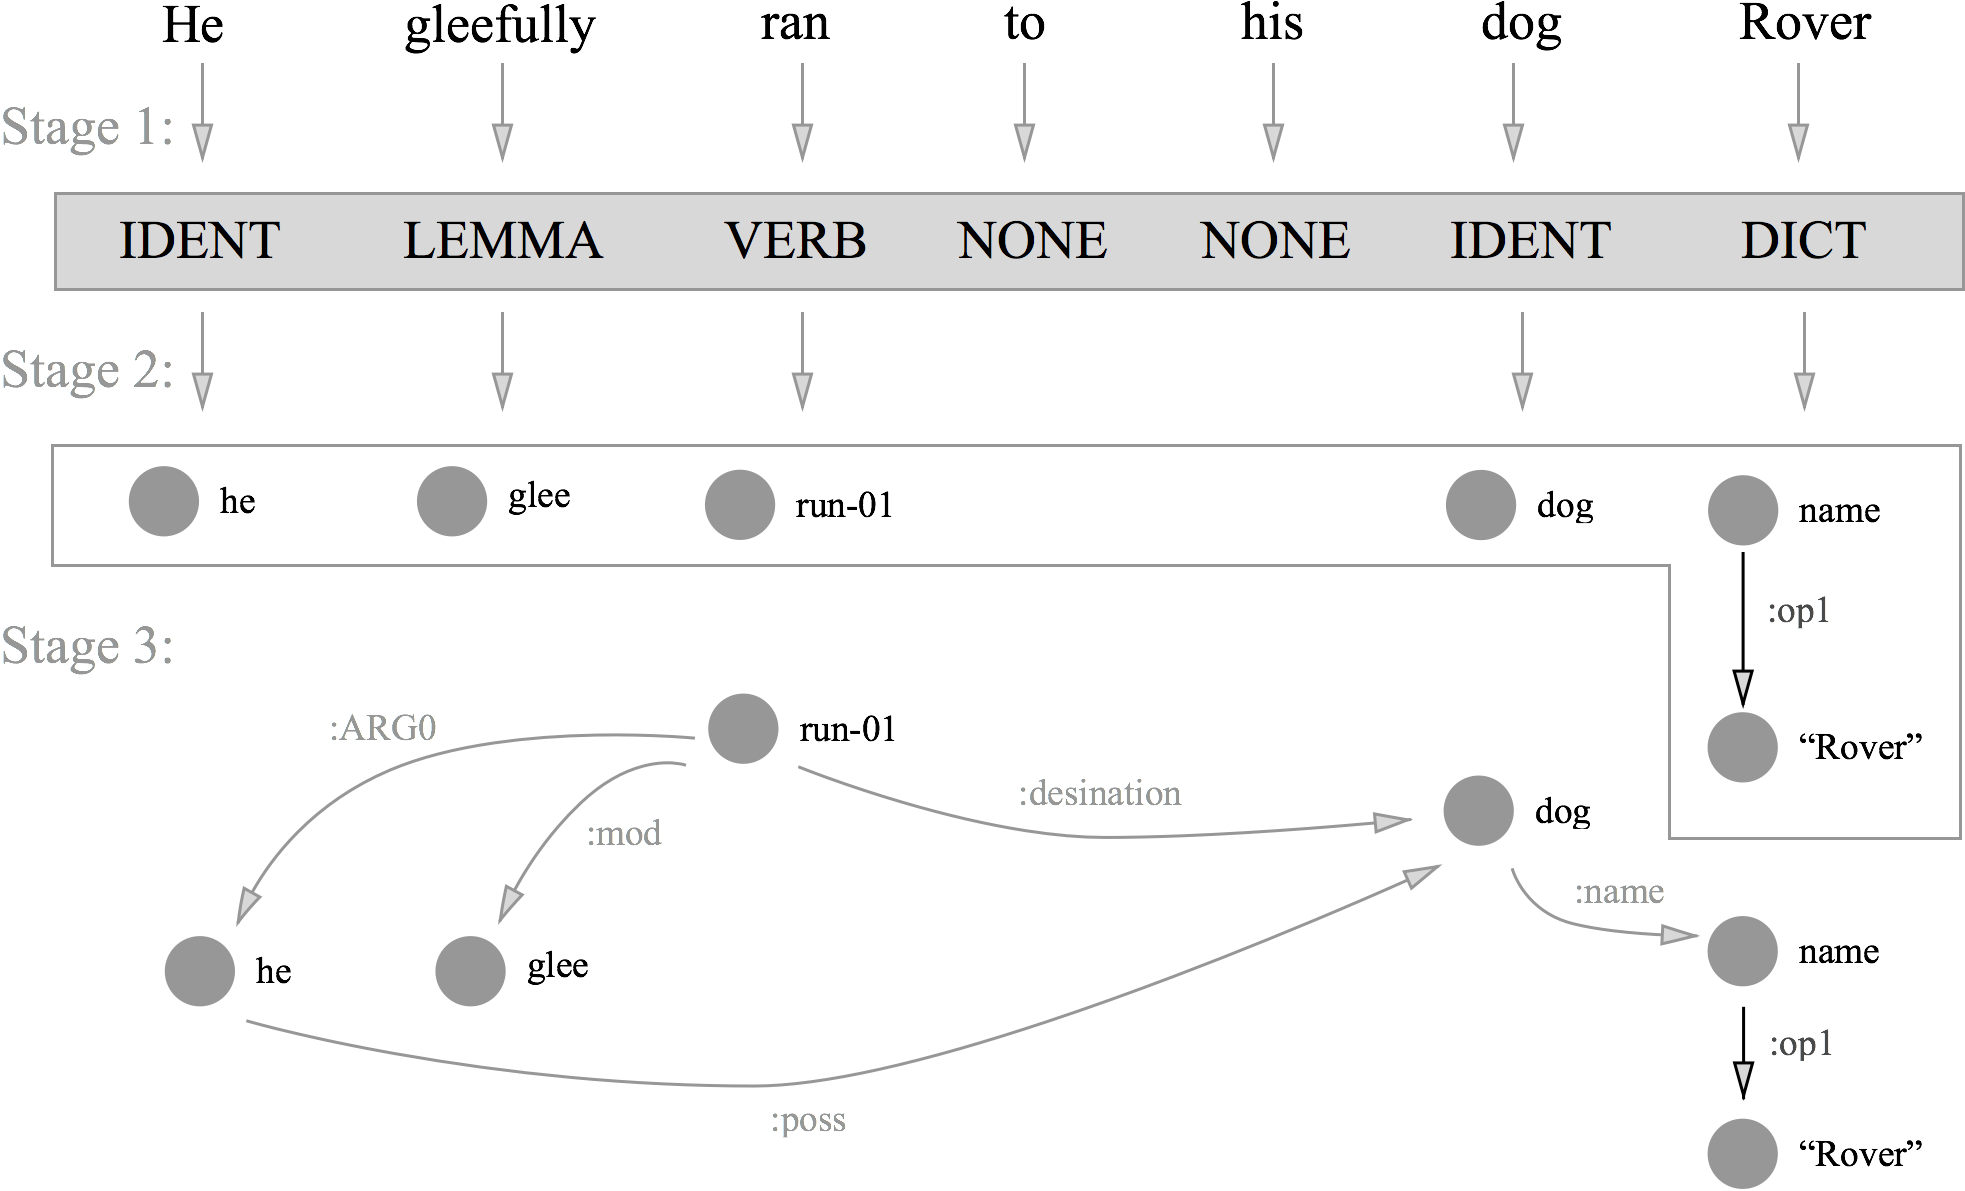 He gleefully ran to his dog Rover
Stage 1:
IDENT LEMMA VERB NONE NONE IDENT DICT
Stage 2:
he glee run-01 dog name
:op1
“Rover”
Stage 3:
:ARG0 run-01
:mod :desination dog
:name
he glee name
:op1
:poss
“Rover”